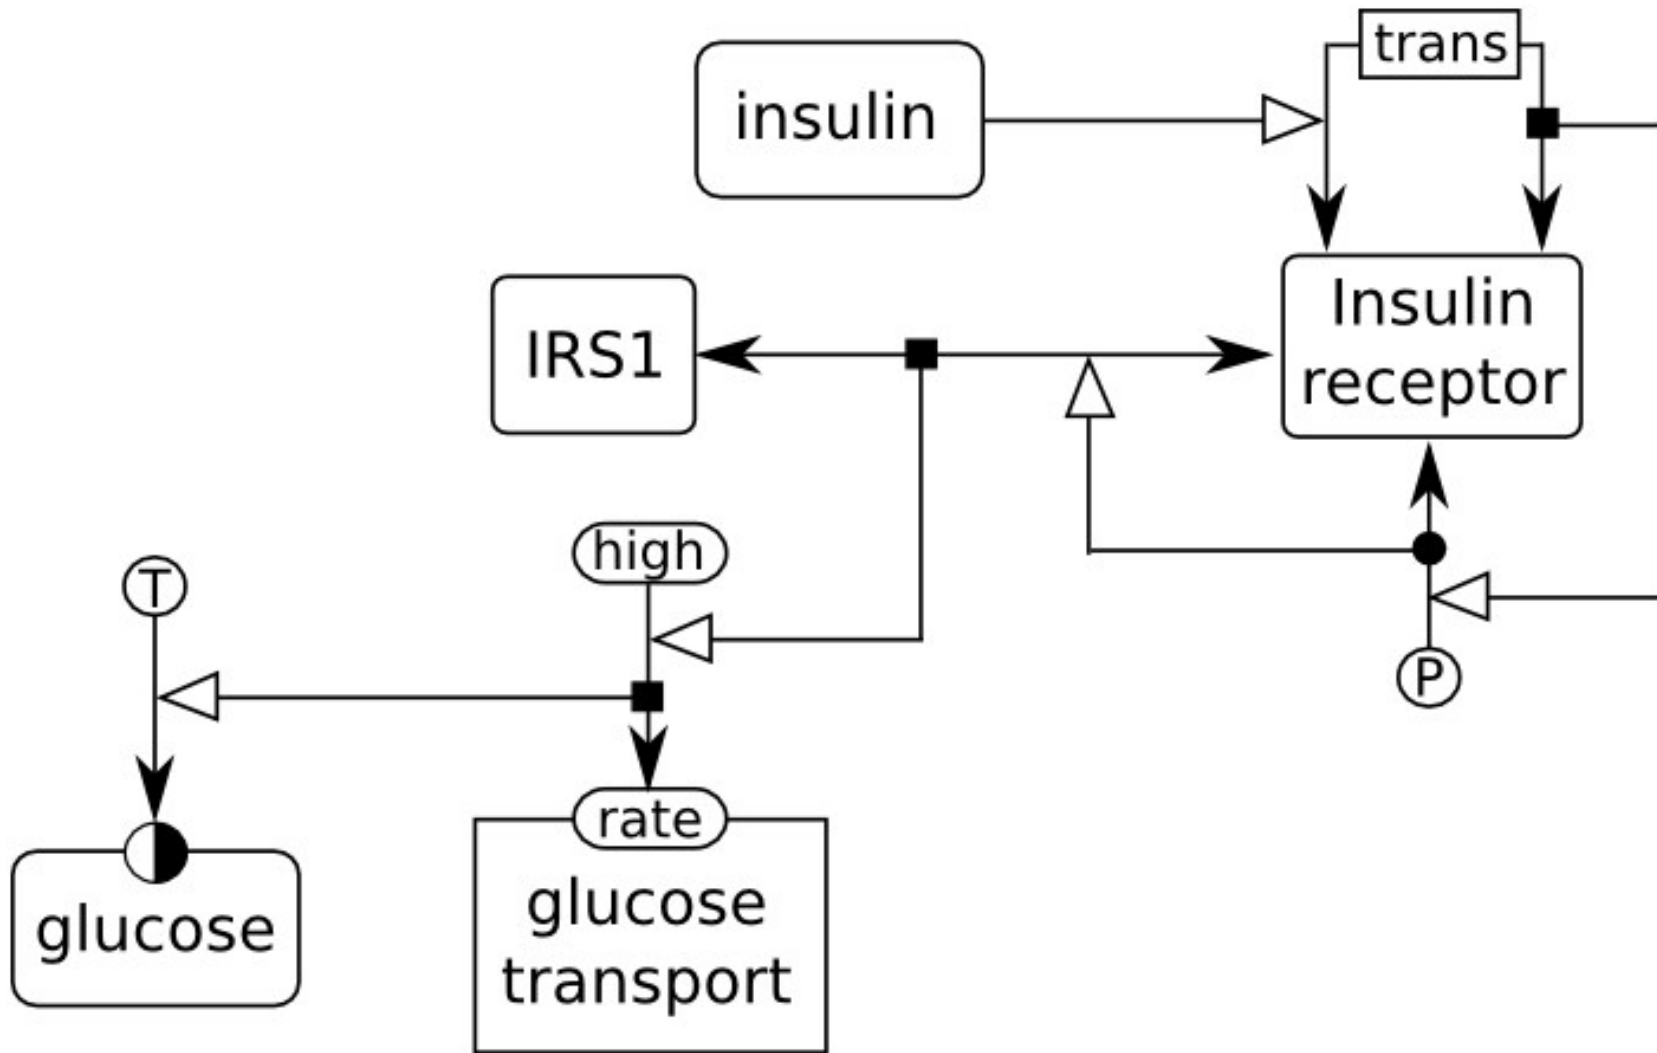 trans
insulin
Insulin
receptor
IRS1
high
T
P
rate
glucose
transport
glucose